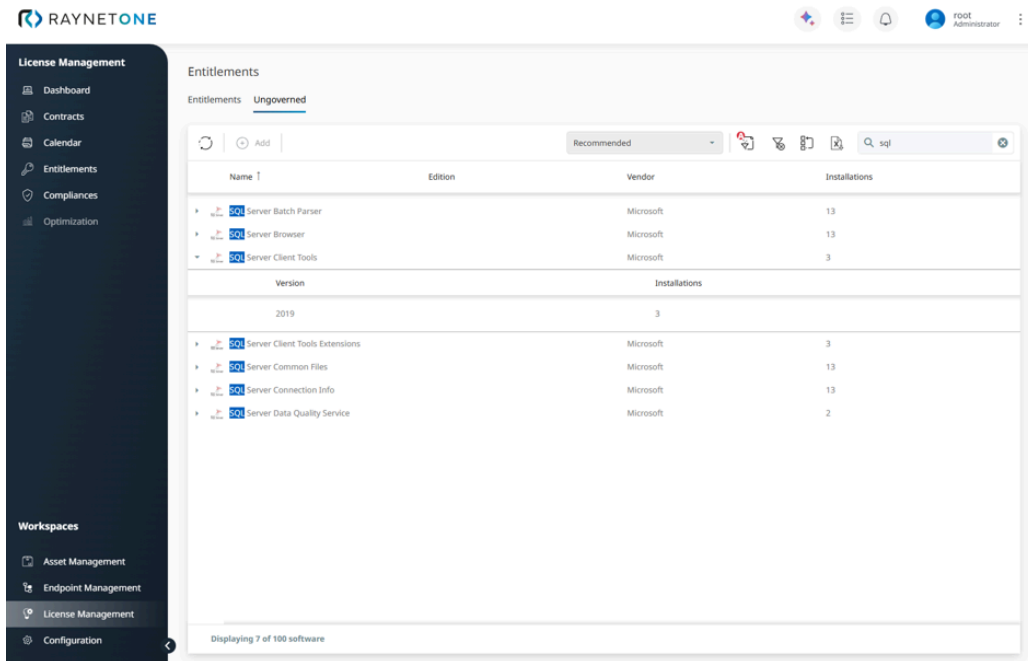 RAYNETONE
root
Administrator
License Management
Dashboard
Contracts
Calendar
Entitlements
Compliances
Optimization
Workspaces
Asset Management
Endpoint Management
License Management
Configuration
Entitlements
Entitlements Ungoverned
Add Recommended sql
Name Edition Vendor Installations
SQL Server Batch Parser Microsoft 13
SQL Server Browser Microsoft 13
SQL Server Client Tools Microsoft 3
Version Installations
2019 3
SQL Server Client Tools Extensions Microsoft 3
SQL Server Common Files Microsoft 13
SQL Server Connection Info Microsoft 13
SQL Server Data Quality Service Microsoft 2
Displaying 7 of 100 software